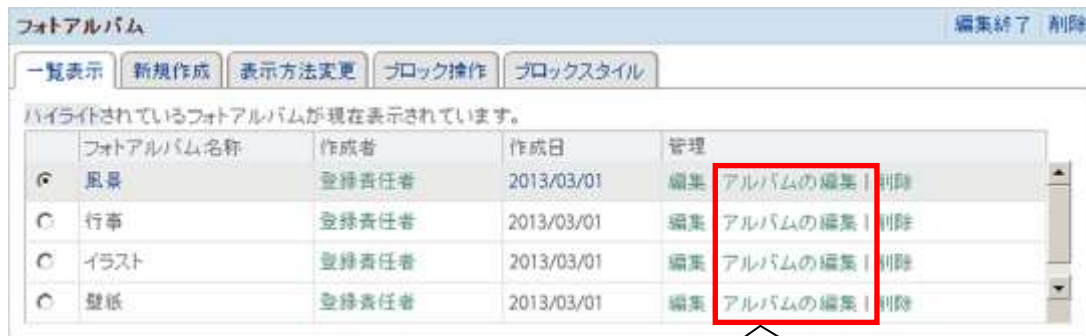 フォトアルバム 編集終了 削除
一覧表示 新規作成 表示方法変更 ブロック操作 ブロックスタイル
ハイライトされているフォトアルバムが現在表示されています。
フォトアルバム名称 作成者 作成日 管理
風景 登録責任者 2013/03/01 編集 アルバムの編集 | 削除
行事 登録責任者 2013/03/01 編集 アルバムの編集 | 削除
イラスト 登録責任者 2013/03/01 編集 アルバムの編集 | 削除
壁紙 登録責任者 2013/03/01 編集 アルバムの編集 | 削除